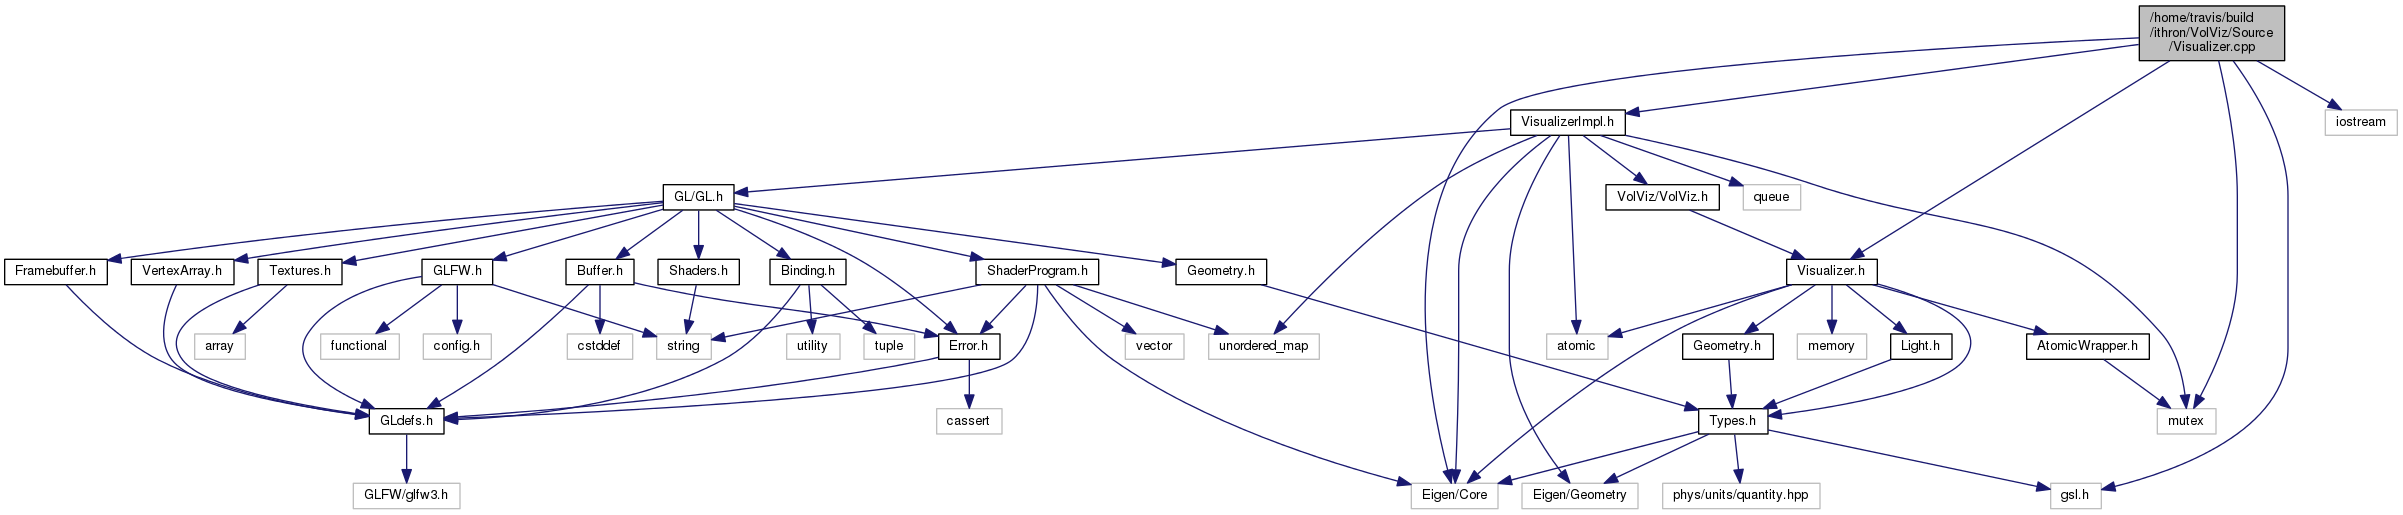 /home/travis/build
/ithron/VolViz/Source
/Visualizer.cpp
VisualizerImpl.h
iostream
GL/GL.h
VolViz/VolViz.h
queue
Framebuffer.h
VertexArray.h
Textures.h
GLFW.h
Buffer.h
Shaders.h
Binding.h
ShaderProgram.h
Geometry.h
Visualizer.h
array
functional
config.h
cstddef
string
utility
tuple
Error.h
vector
unordered_map
atomic
Geometry.h
memory
Light.h
AtomicWrapper.h
GLdefs.h
cassert
Types.h
mutex
GLFW/glfw3.h
Eigen/Core
Eigen/Geometry
phys/units/quantity.hpp
gsl.h